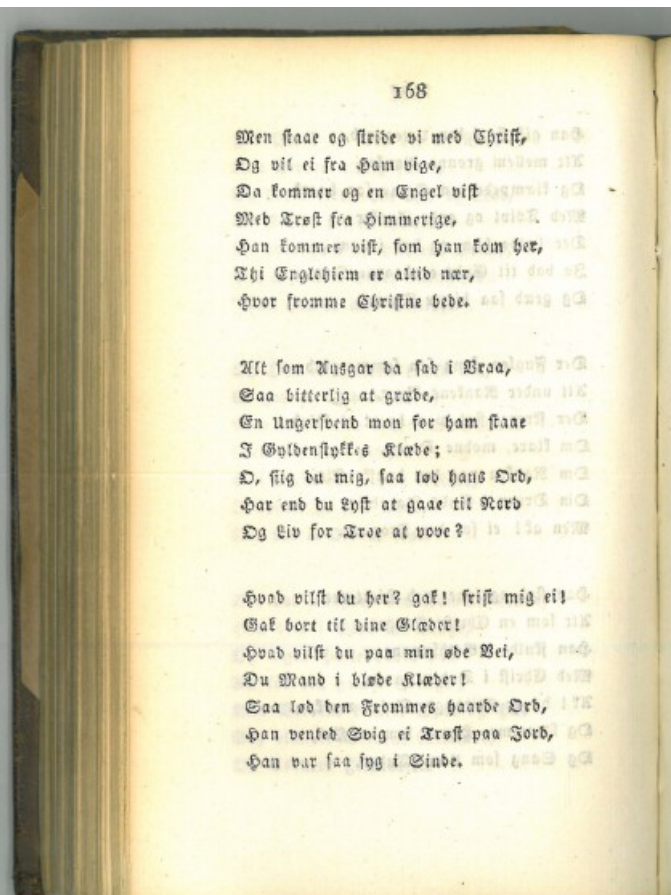 168
Men staae og stride vi med Christ,
Og vil ei fra Ham vige,
Da kommer og en Engel vist
Med Trøst fra Himmerige,
Han kommer vist, som han kom her,
Thi Englehiem er altid nær,
Hvor fromme Christne bede.
Alt som Ansgar da sad i Vraa,
Saa bitterlig at græde,
En Ungersvend mon for ham staae
I Gyldenstykkes Klæde;
O, siig du mig, saa lød hans Ord,
Har end du Lyst at gaae til Nord
Og Liv for Troe at vove?
Hvad vilst du her? gak! frist mig ei!
Gak bort til dine Glæder!
Hvad vilst du paa min øde Vei,
Du Mand i bløde Klæder!
Saa lød den Frommes haarde Ord,
Han vented Svig ei Trøst paa Jord,
Han var saa syg i Sinde.